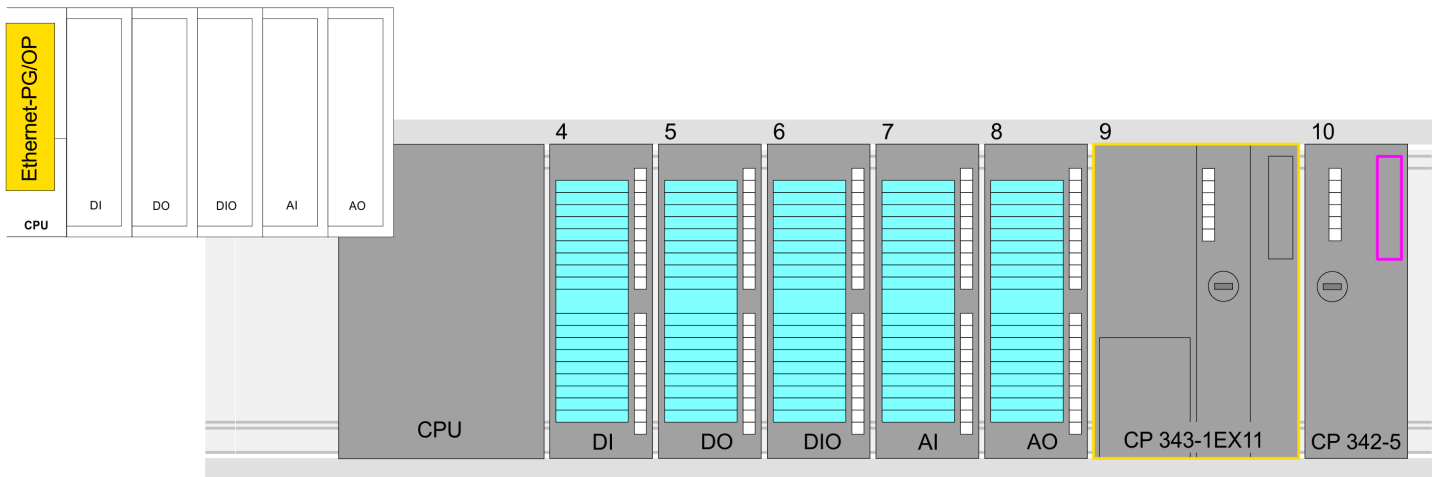 Ethernet-PG/OP
CPU
DI
DO
DIO
AI
AO
4
5
6
7
8
9
10
CPU
DI
DO
DIO
AI
AO
CP 343-1EX11
CP 342-5